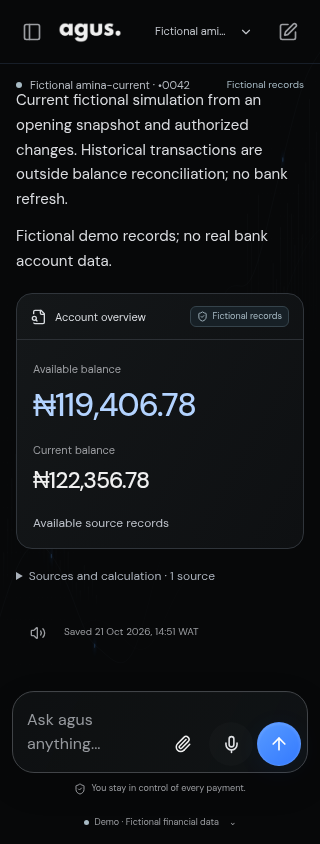 agus.
Fictional ami...
Fictional amina-current · •0042
Fictional records
Current fictional simulation from an
opening snapshot and authorized
changes. Historical transactions are
outside balance reconciliation; no bank
refresh.
Fictional demo records; no real bank
account data.
Account overview
Fictional records
Available balance
₦119,406.78
Current balance
₦122,356.78
Available source records
Sources and calculation · 1 source
Saved 21 Oct 2026, 14:51 WAT
Ask agus
anything...
You stay in control of every payment.
Demo · Fictional financial data